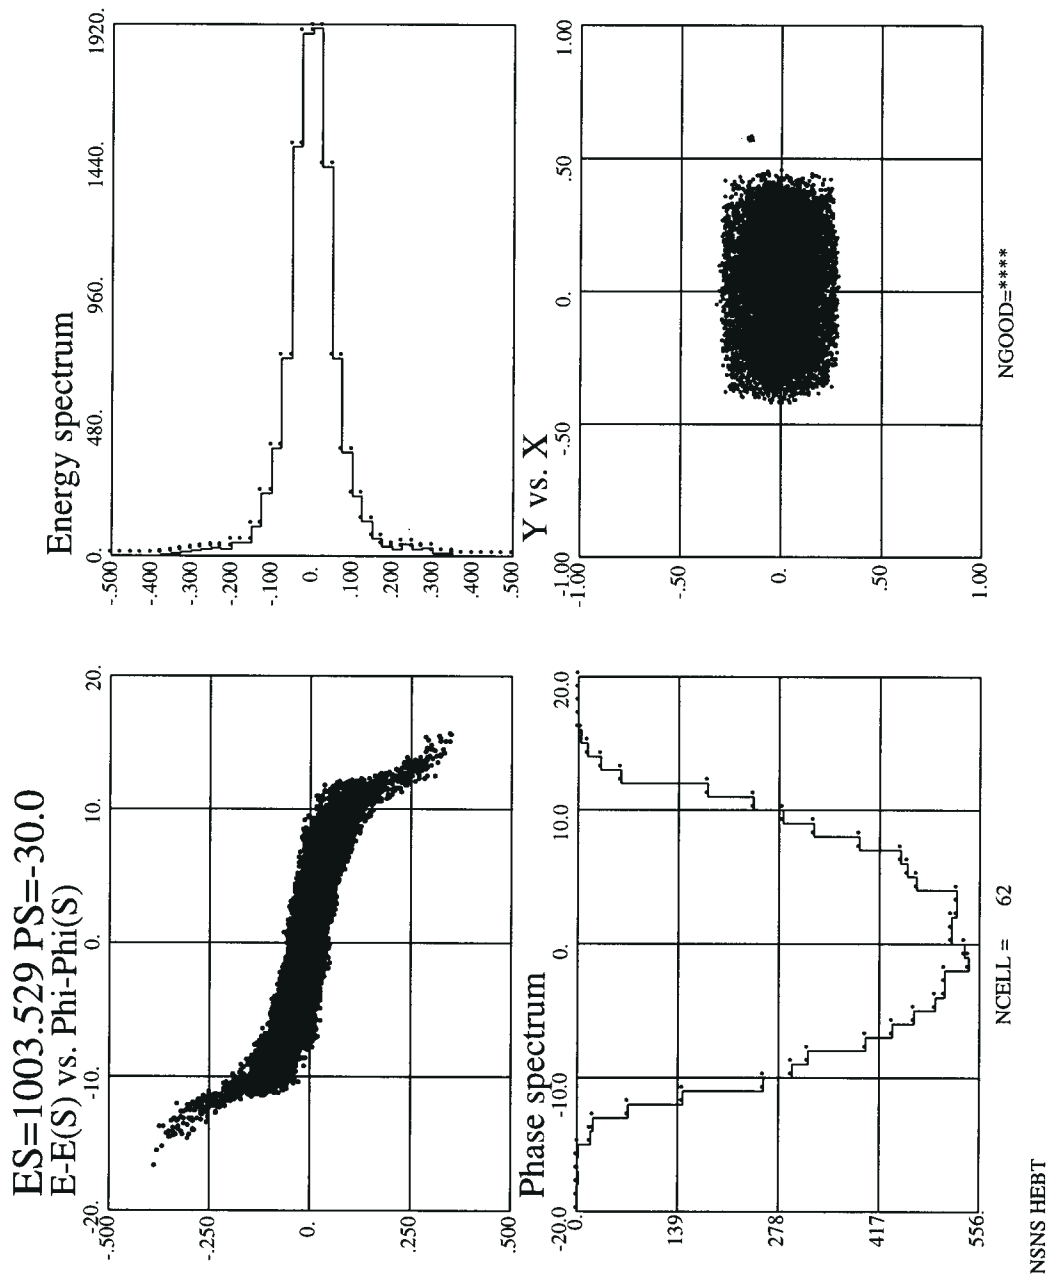 ES=1003.529 PS=-30.0
E-E(S) vs. Phi-Phi(S)
-20. -10. 0. 10. 20.
-.500
-.250
0.
.250
.500
Energy spectrum
0. 480. 960. 1440. 1920.
-.500
-.400
-.300
-.200
-.100
0.
.100
.200
.300
.400
.500
Phase spectrum
-20.0 -10.0 0. 10.0 20.0
0.
139
278
417
556.
Y vs. X
-1.00 -.50 0. .50 1.00
-1.00
-.50
0.
.50
1.00
NCELL = 62
NGOOD=****
NSNS HEBT